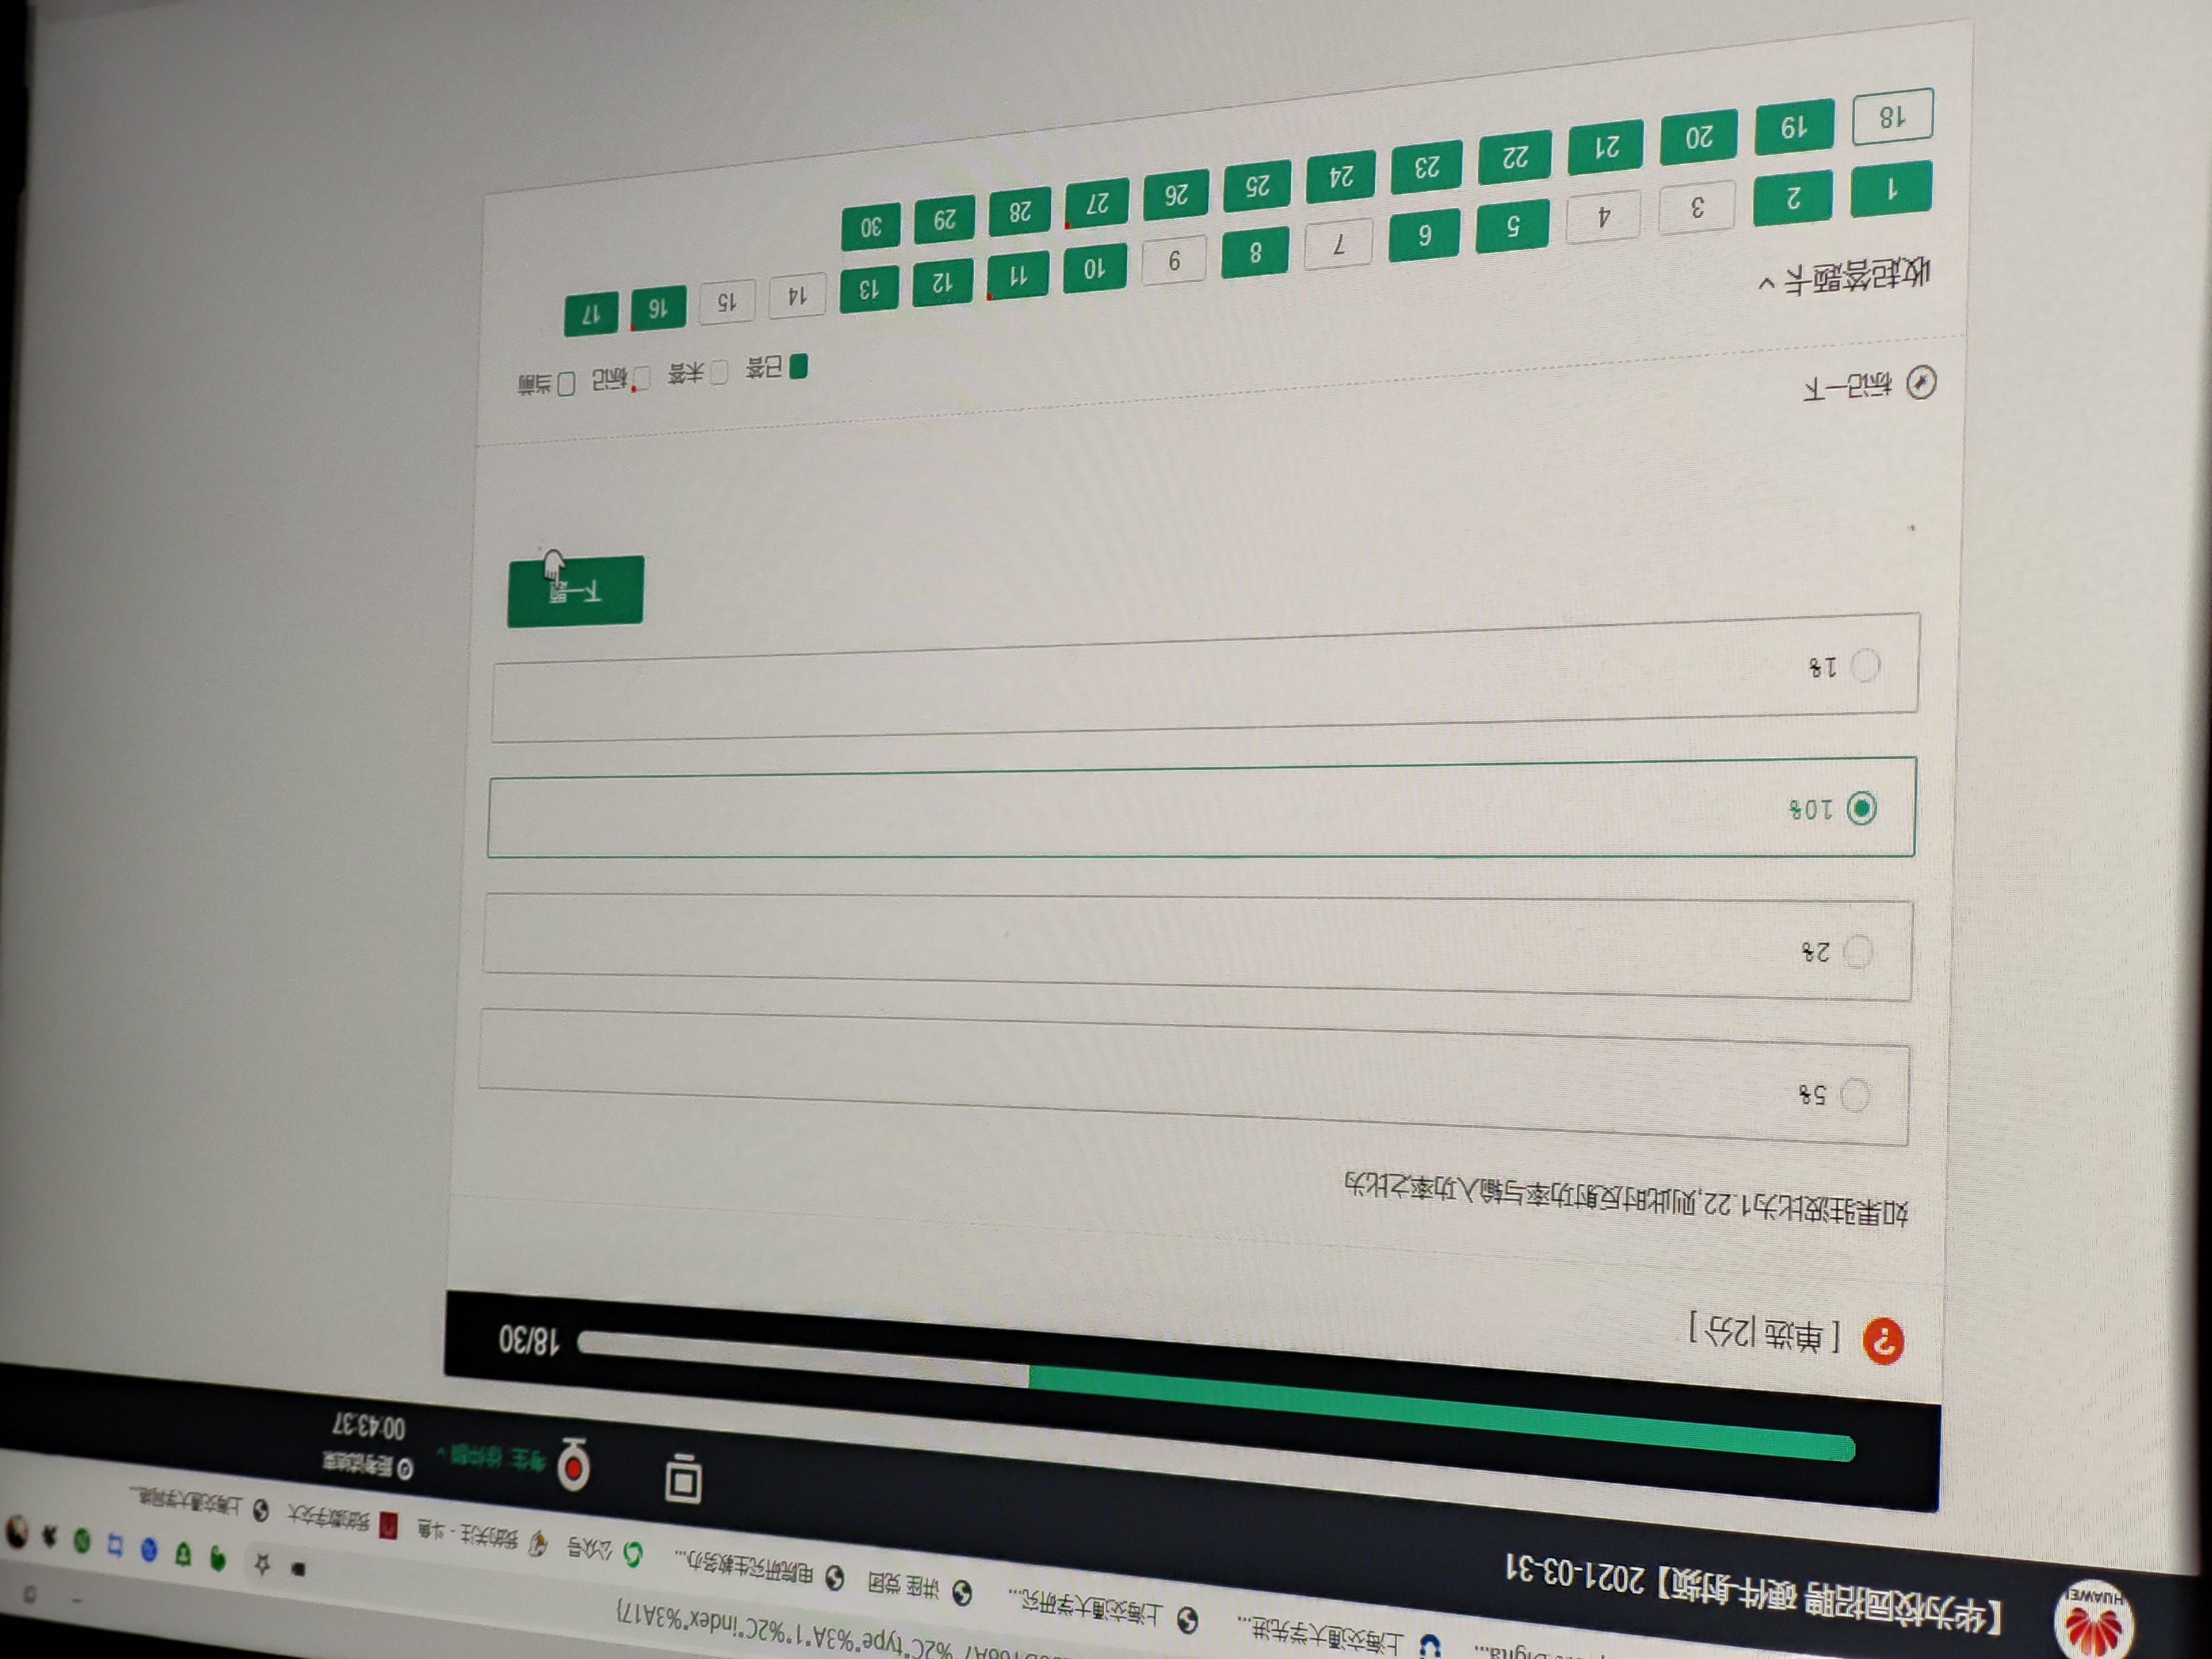 %2C"type"%3A"1"%2C"index"%3A17}
上海交通大学先进...
上海交通大学研究...
讲座 党团
电院研究生教务办...
公众号
我的关注 - 斗鱼
我的数字交大
上海交通大学网络...
HUAWEI
【华为校园招聘 硬件-射频】2021-03-31
考生
距考试结束
00:43:37
18/30
[ 单选 |2分 ]
如果驻波比为1.22,则此时反射功率与输入功率之比为
5%
2%
10%
1%
下一题
标记一下
已答 未答 标记 当前
收起答题卡
1 2 3 4 5 6 7 8 9 10 11 12 13 14 15 16 17
18 19 20 21 22 23 24 25 26 27 28 29 30